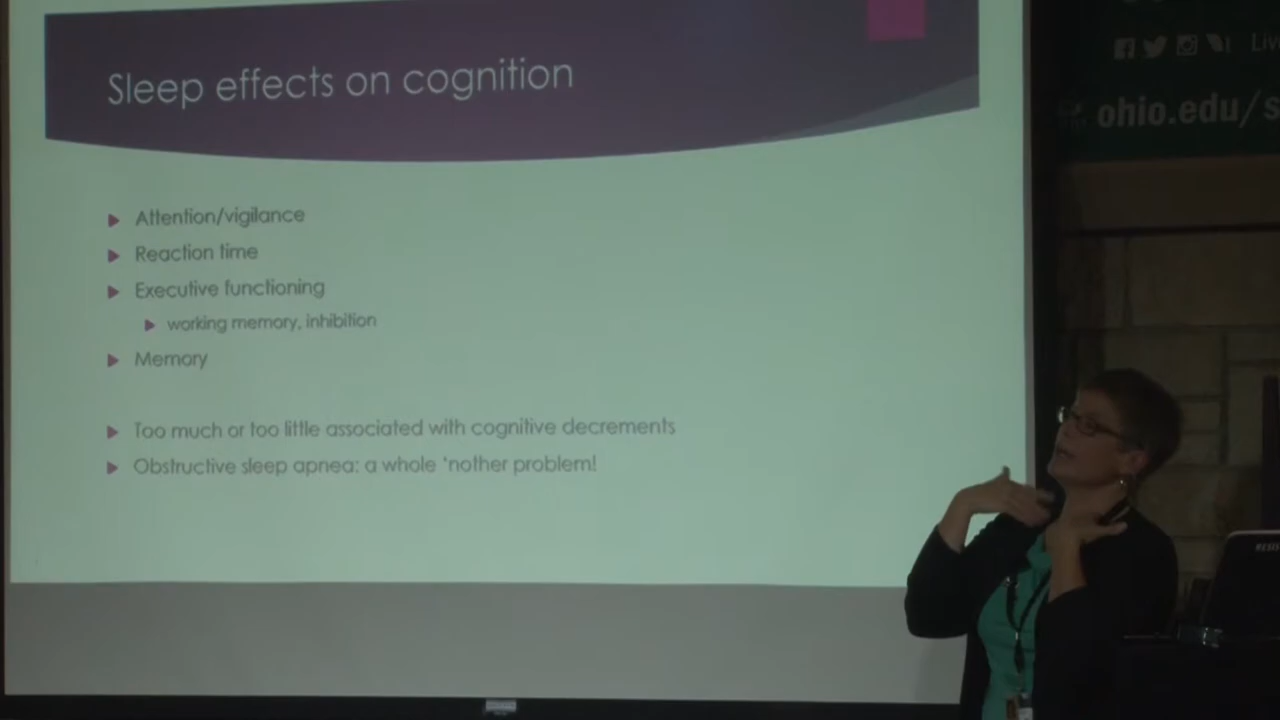 Sleep effects on cognition
Attention/vigilance
Reaction time
Executive functioning
working memory, inhibition
Memory
Too much or too little associated with cognitive decrements
Obstructive sleep apnea: a whole 'nother problem!
ohio.edu/s